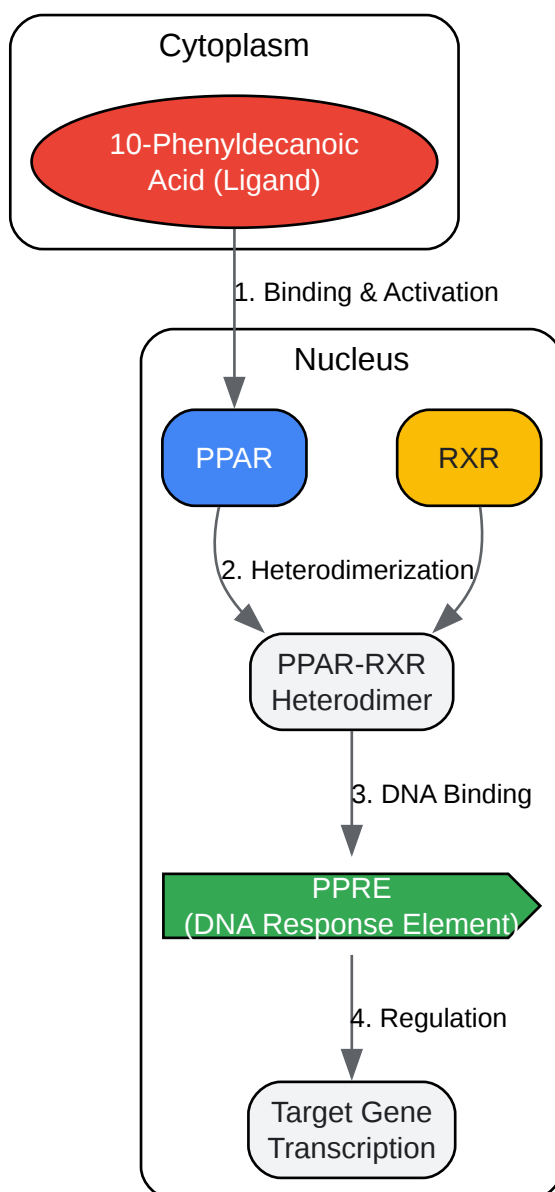 Cytoplasm
10-Phenyldecanoic
Acid (Ligand)
1. Binding & Activation
Nucleus
PPAR
RXR
2. Heterodimerization
PPAR-RXR
Heterodimer
3. DNA Binding
PPRE
(DNA Response Element)
4. Regulation
Target Gene
Transcription